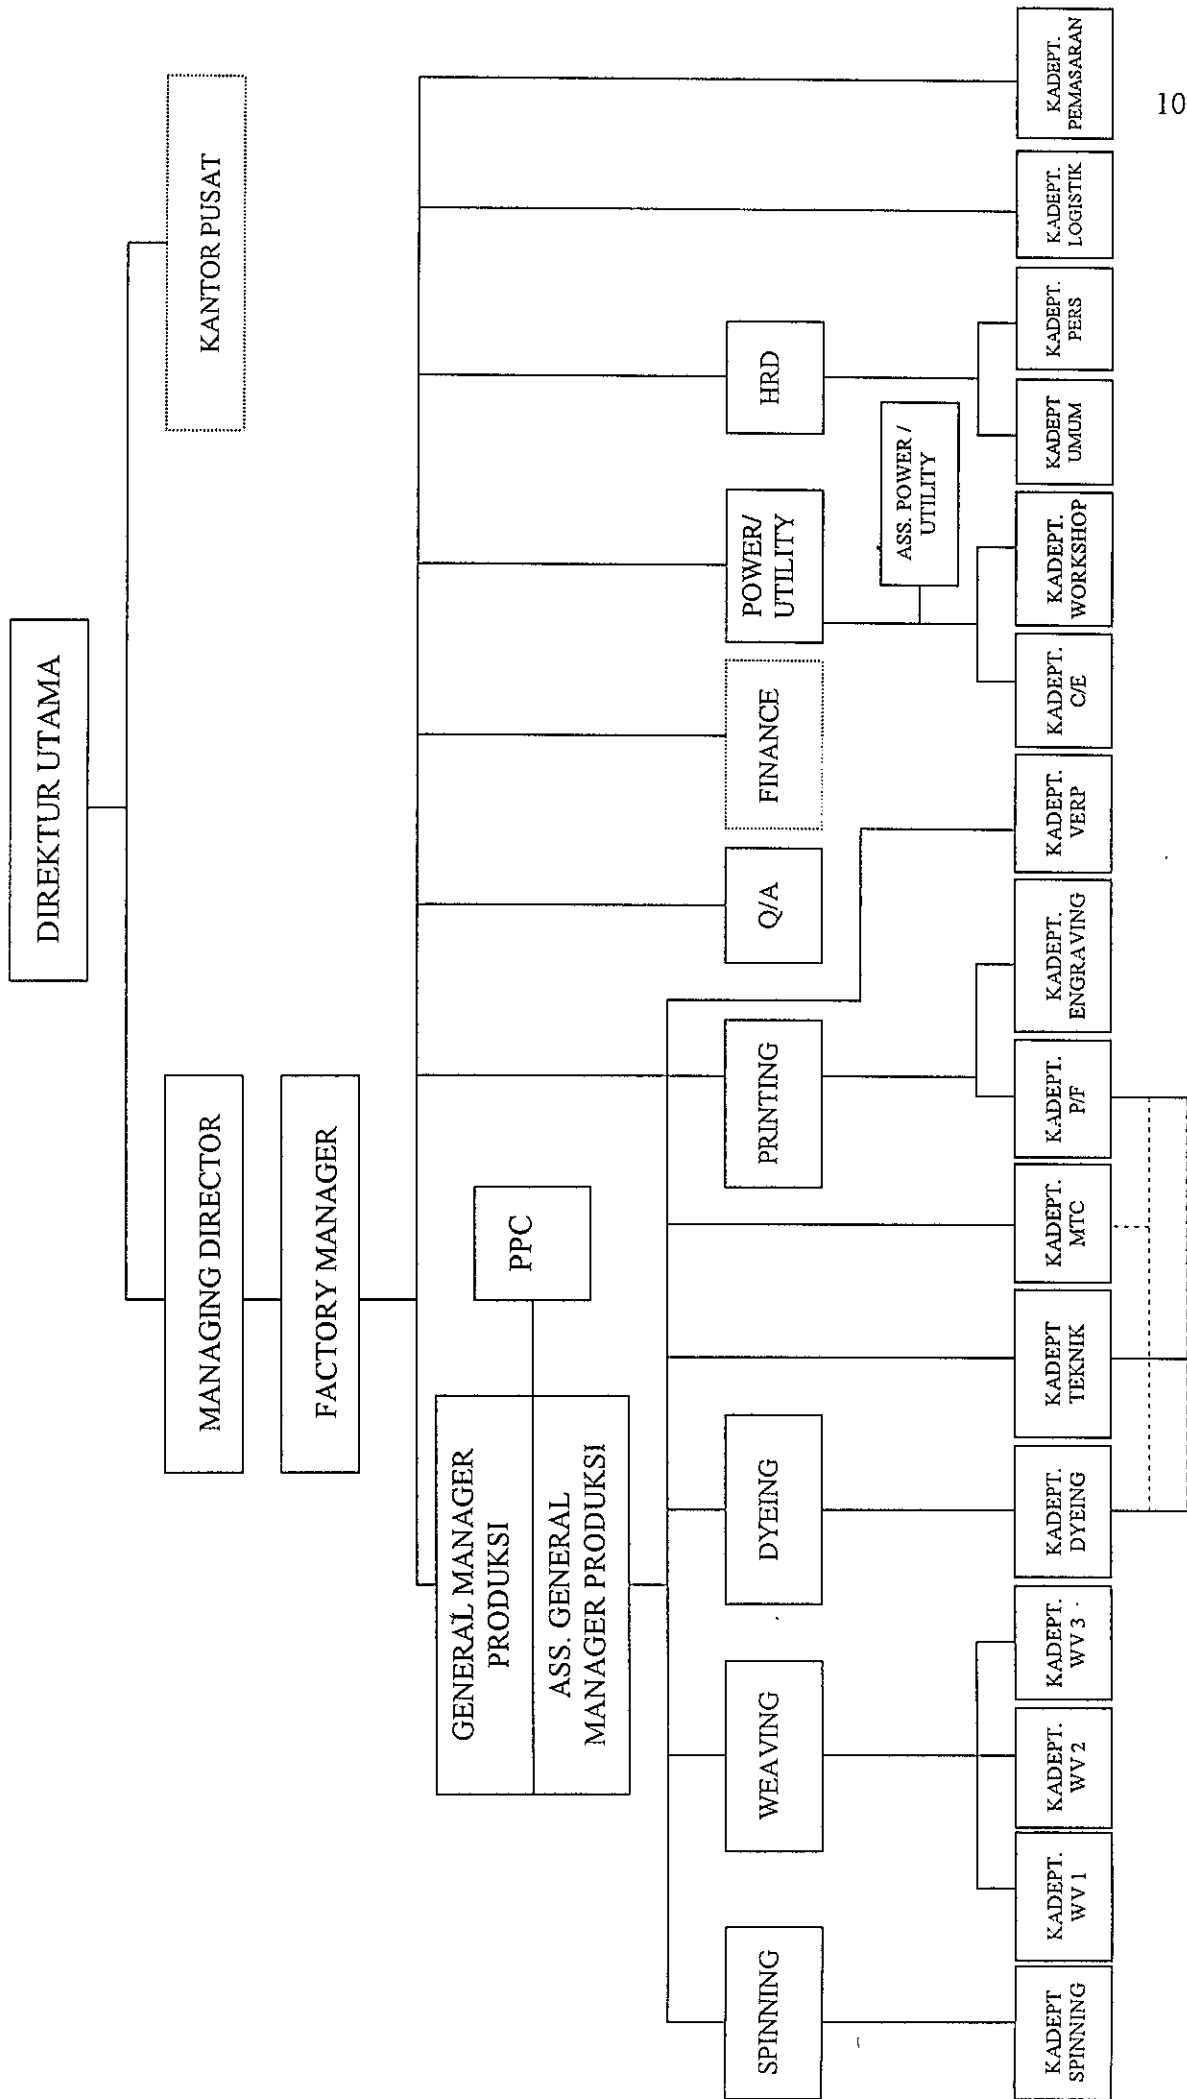 DIREKTUR UTAMA
MANAGING DIRECTOR
KANTOR PUSAT
FACTORY MANAGER
GENERAL MANAGER
PRODUKSI
PPC
ASS. GENERAL
MANAGER PRODUKSI
SPINNING
WEAVING
DYEING
PRINTING
Q/A
FINANCE
POWER/
UTILITY
HRD
ASS. POWER /
UTILITY
KADEPT
SPINNING
KADEPT.
WV 1
KADEPT.
WV 2
KADEPT.
WV 3
KADEPT.
DYEING
KADEPT
TEKNIK
KADEPT.
MTC
KADEPT.
P/F
KADEPT.
ENGRAVING
KADEPT.
VERP
KADEPT.
C/E
KADEPT.
WORKSHOP
KADEPT
UMUM
KADEPT.
PERS
KADEPT.
LOGISTIK
KADEPT.
PEMASARAN
10